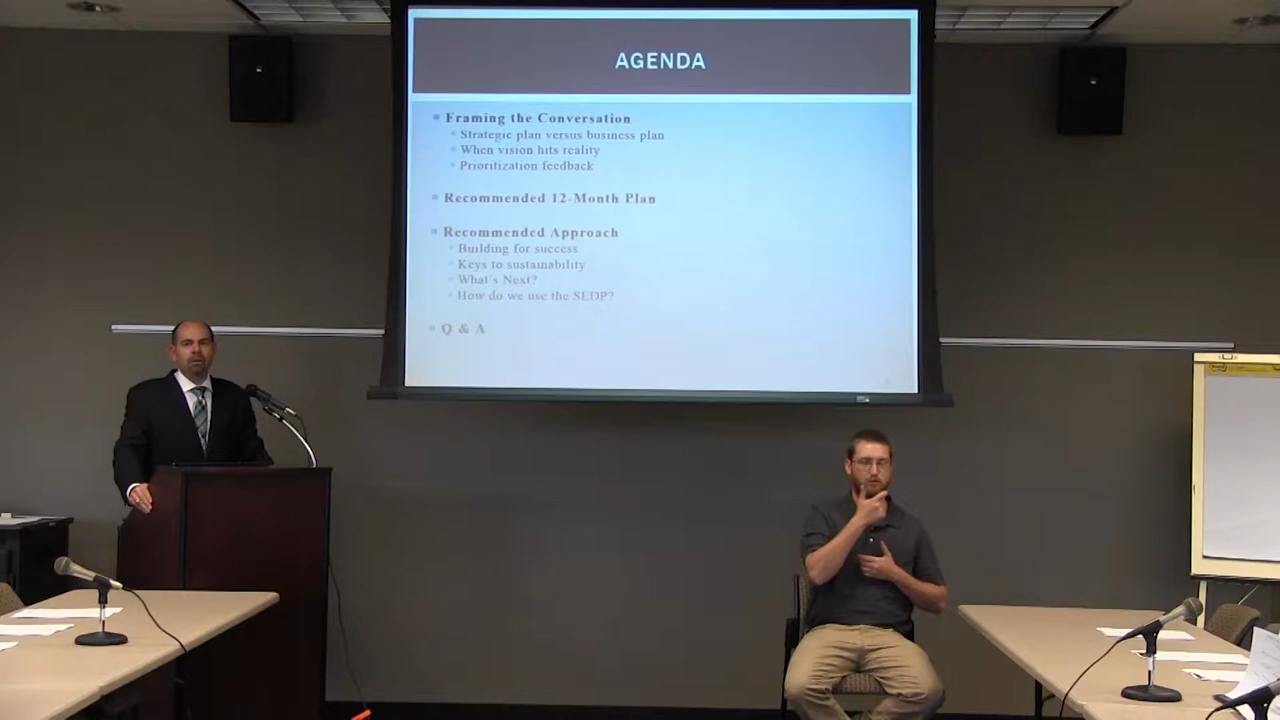 AGENDA
Framing the Conversation
Strategic plan versus business plan
When vision hits reality
Prioritization feedback
Recommended 12-Month Plan
Recommended Approach
Building for success
Keys to sustainability
What's Next?
How do we use the SEDP?
Q & A